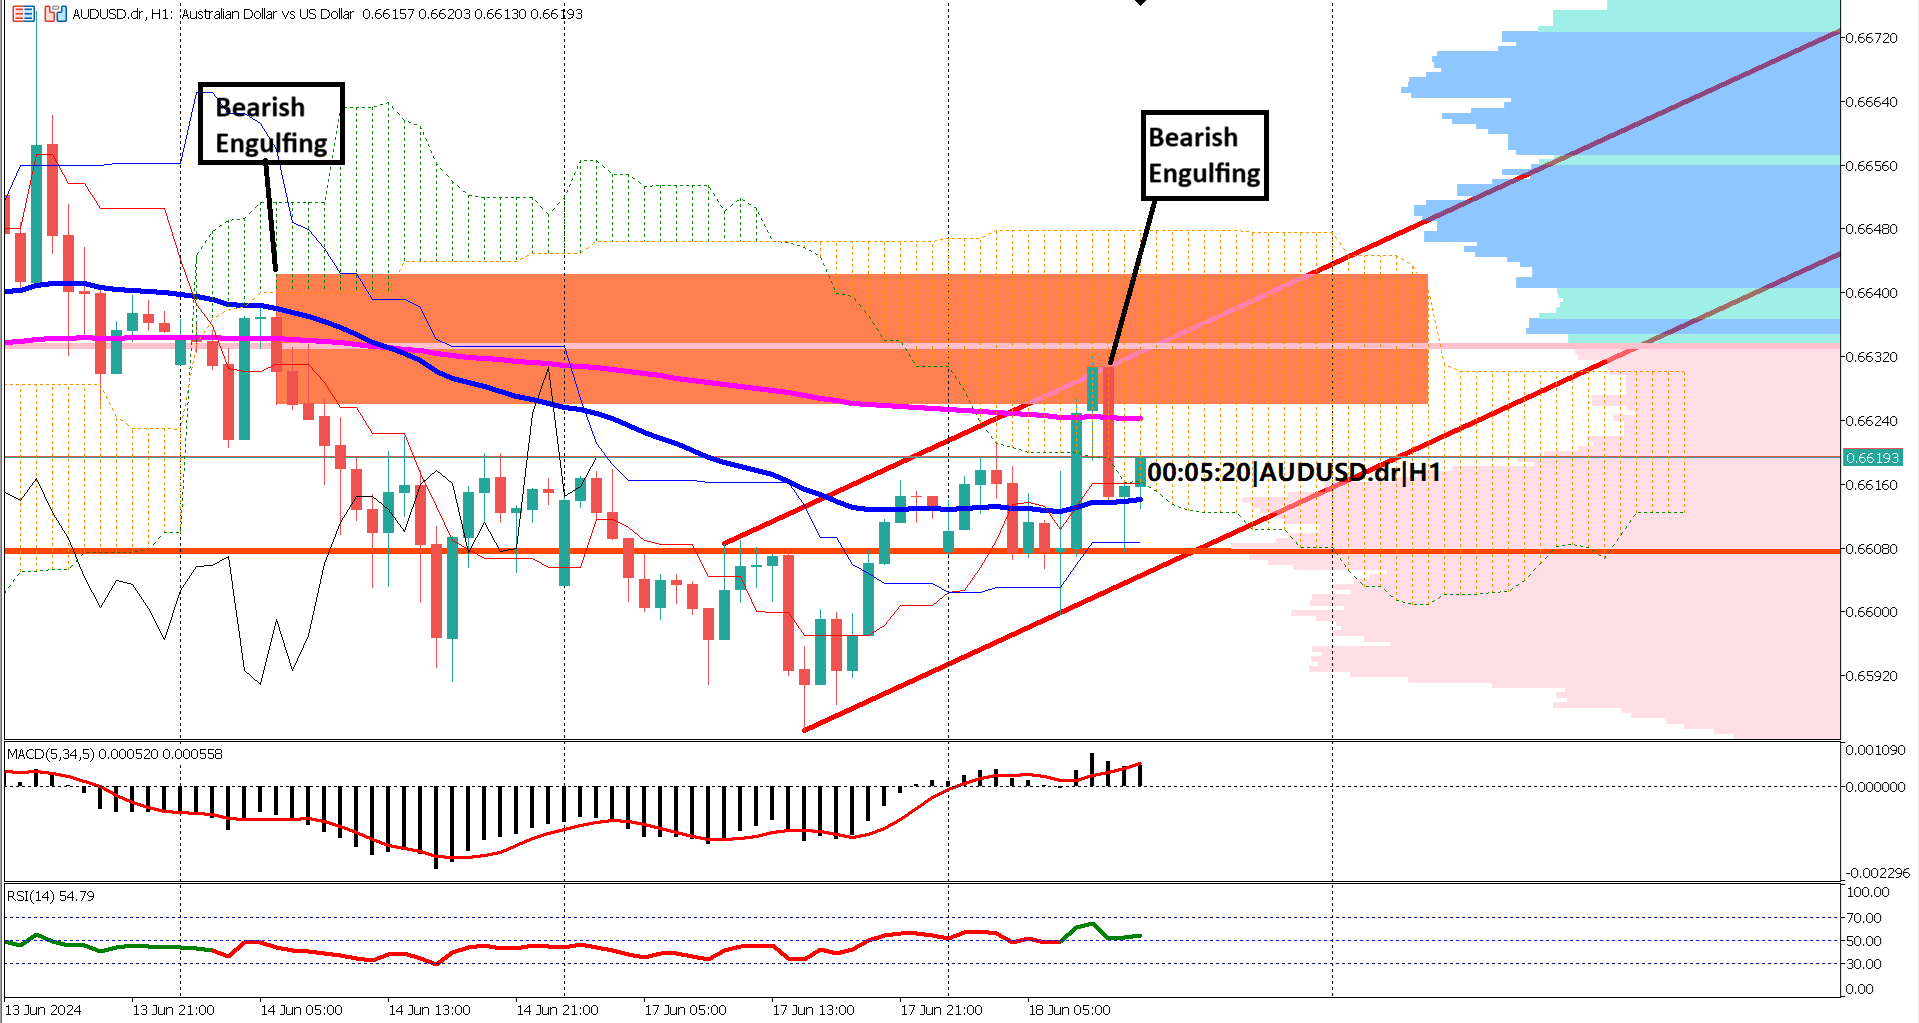 AUDUSD.dr, H1: Australian Dollar vs US Dollar 0.66157 0.66203 0.66130 0.66193
Bearish
Engulfing
Bearish
Engulfing
00:05:20|AUDUSD.dr|H1
0.66720
0.66640
0.66560
0.66480
0.66400
0.66320
0.66240
0.66193
0.66160
0.66080
0.66000
0.65920
MACD(5,34,5) 0.000520 0.000558
0.001090
0.000000
-0.002296
RSI(14) 54.79
100.00
70.00
50.00
30.00
0.00
13 Jun 2024
13 Jun 21:00
14 Jun 05:00
14 Jun 13:00
14 Jun 21:00
17 Jun 05:00
17 Jun 13:00
17 Jun 21:00
18 Jun 05:00